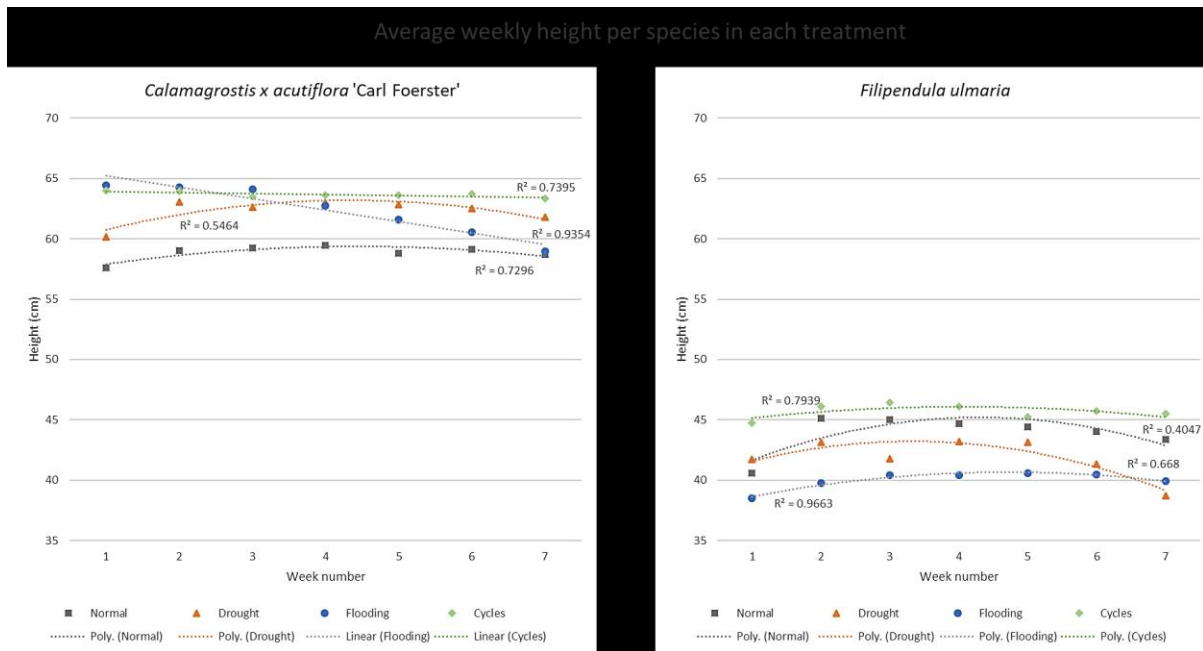 Average weekly height per species in each treatment
Calamagrostis x acutiflora 'Carl Foerster'
70
65
60
55
50
45
40
35
Height (cm)
R² = 0.7395
R² = 0.5464
R² = 0.9354
R² = 0.7296
1 2 3 4 5 6 7
Week number
Normal Drought Flooding Cycles
Poly. (Normal) Poly. (Drought) Linear (Flooding) Linear (Cycles)
Filipendula ulmaria
70
65
60
55
50
45
40
35
Height (cm)
R² = 0.7939
R² = 0.4047
R² = 0.668
R² = 0.9663
1 2 3 4 5 6 7
Week number
Normal Drought Flooding Cycles
Poly. (Normal) Poly. (Drought) Poly. (Flooding) Poly. (Cycles)